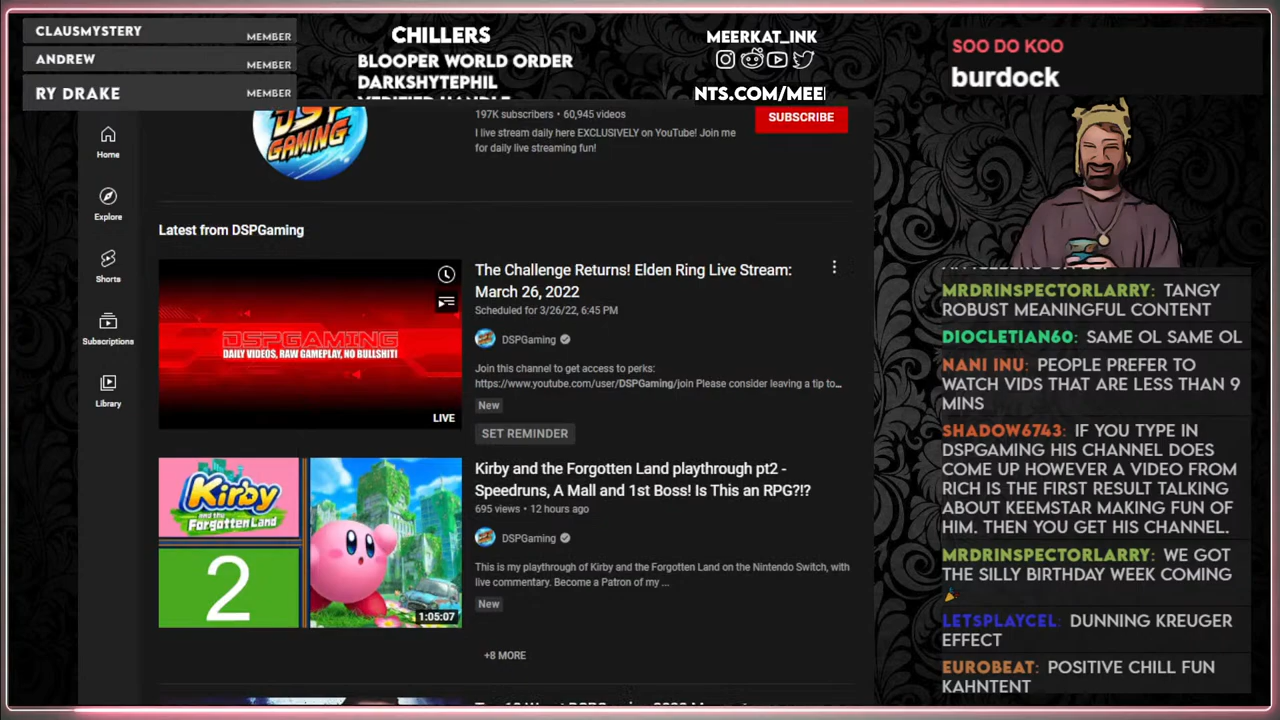 CLAUSMYSTERY MEMBER
ANDREW MEMBER
RY DRAKE MEMBER
CHILLERS
BLOOPER WORLD ORDER
DARKSHYTEPHIL
MEERKAT_INK
NTS.COM/MEE
SOO DO KOO
burdock
DSP
GAMING
197K subscribers • 60,945 videos
I live stream daily here EXCLUSIVELY on YouTube! Join me
for daily live streaming fun!
SUBSCRIBE
Home
Explore
Shorts
Subscriptions
Library
Latest from DSPGaming
DSPGAMING
DAILY VIDEOS, RAW GAMEPLAY, NO BULLSHIT!
LIVE
The Challenge Returns! Elden Ring Live Stream:
March 26, 2022
Scheduled for 3/26/22, 6:45 PM
DSPGaming
Join this channel to get access to perks:
https://www.youtube.com/user/DSPGaming/join Please consider leaving a tip to...
New
SET REMINDER
Kirby
and the
Forgotten Land
2
1:05:07
Kirby and the Forgotten Land playthrough pt2 -
Speedruns, A Mall and 1st Boss! Is This an RPG?!?
695 views • 12 hours ago
DSPGaming
This is my playthrough of Kirby and the Forgotten Land on the Nintendo Switch, with
live commentary. Become a Patron of my ...
New
+8 MORE
MRDRINSPECTORLARRY: TANGY
ROBUST MEANINGFUL CONTENT
DIOCLETIAN60: SAME OL SAME OL
NANI INU: PEOPLE PREFER TO
WATCH VIDS THAT ARE LESS THAN 9
MINS
SHADOW6743: IF YOU TYPE IN
DSPGAMING HIS CHANNEL DOES
COME UP HOWEVER A VIDEO FROM
RICH IS THE FIRST RESULT TALKING
ABOUT KEEMSTAR MAKING FUN OF
HIM. THEN YOU GET HIS CHANNEL.
MRDRINSPECTORLARRY: WE GOT
THE SILLY BIRTHDAY WEEK COMING
LETSPLAYCEL: DUNNING KREUGER
EFFECT
EUROBEAT: POSITIVE CHILL FUN
KAHNTENT